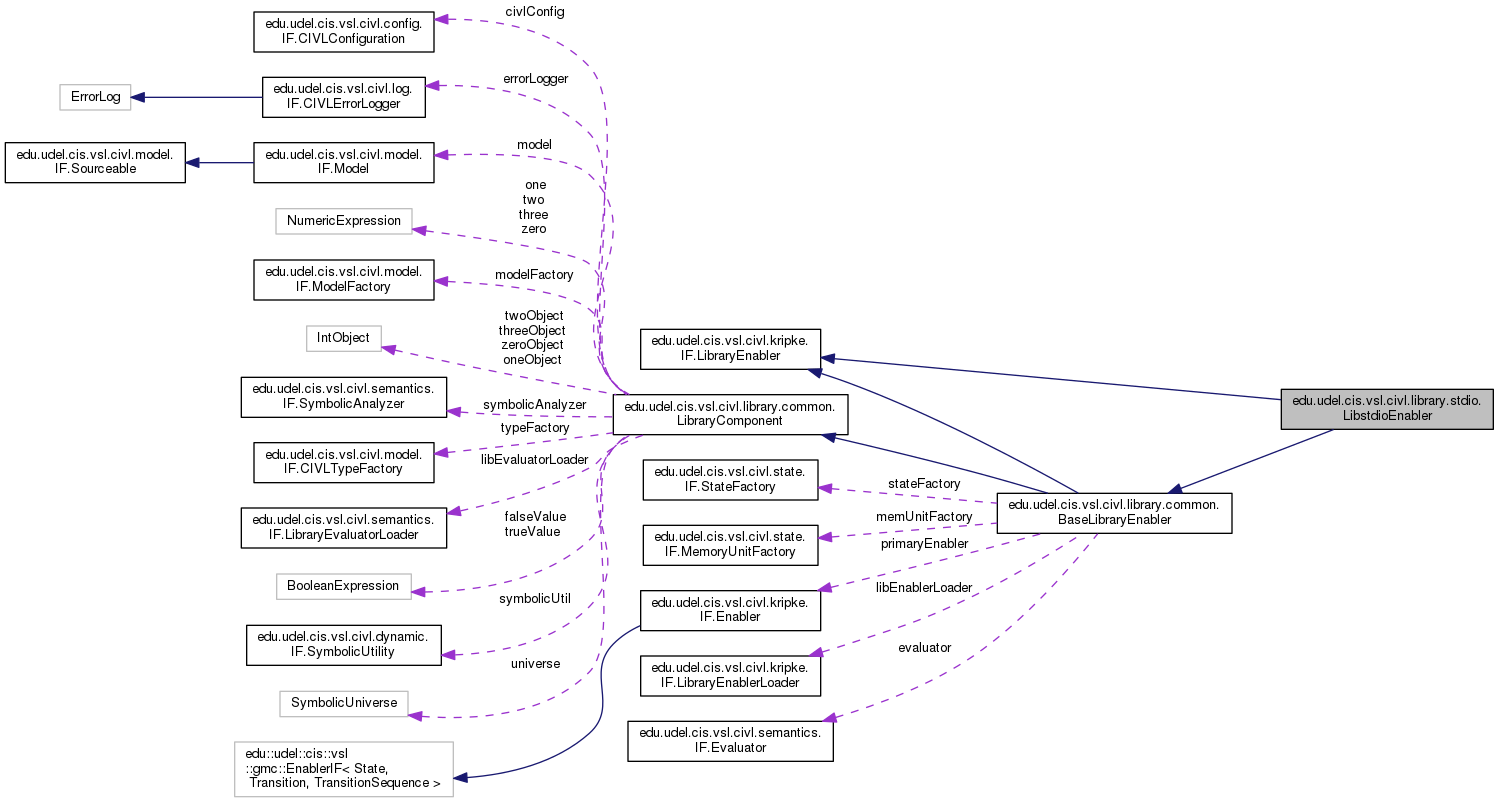 civlConfig
edu.udel.cis.vsl.civl.config.
IF.CIVLConfiguration
errorLogger
ErrorLog
edu.udel.cis.vsl.civl.log.
IF.CIVLErrorLogger
model
edu.udel.cis.vsl.civl.model.
IF.Sourceable
edu.udel.cis.vsl.civl.model.
IF.Model
one
two
three
zero
NumericExpression
modelFactory
edu.udel.cis.vsl.civl.model.
IF.ModelFactory
twoObject
threeObject
zeroObject
oneObject
IntObject
edu.udel.cis.vsl.civl.kripke.
IF.LibraryEnabler
edu.udel.cis.vsl.civl.semantics.
IF.SymbolicAnalyzer
symbolicAnalyzer
edu.udel.cis.vsl.civl.library.common.
LibraryComponent
edu.udel.cis.vsl.civl.library.stdio.
LibstdioEnabler
typeFactory
edu.udel.cis.vsl.civl.model.
IF.CIVLTypeFactory
libEvaluatorLoader
edu.udel.cis.vsl.civl.state.
IF.StateFactory
stateFactory
edu.udel.cis.vsl.civl.library.common.
BaseLibraryEnabler
edu.udel.cis.vsl.civl.semantics.
IF.LibraryEvaluatorLoader
falseValue
trueValue
memUnitFactory
edu.udel.cis.vsl.civl.state.
IF.MemoryUnitFactory
primaryEnabler
BooleanExpression
libEnablerLoader
symbolicUtil
edu.udel.cis.vsl.civl.kripke.
IF.Enabler
edu.udel.cis.vsl.civl.dynamic.
IF.SymbolicUtility
evaluator
universe
edu.udel.cis.vsl.civl.kripke.
IF.LibraryEnablerLoader
SymbolicUniverse
edu.udel.cis.vsl.civl.semantics.
IF.Evaluator
edu::udel::cis::vsl
::gmc::EnablerIF< State,
Transition, TransitionSequence >